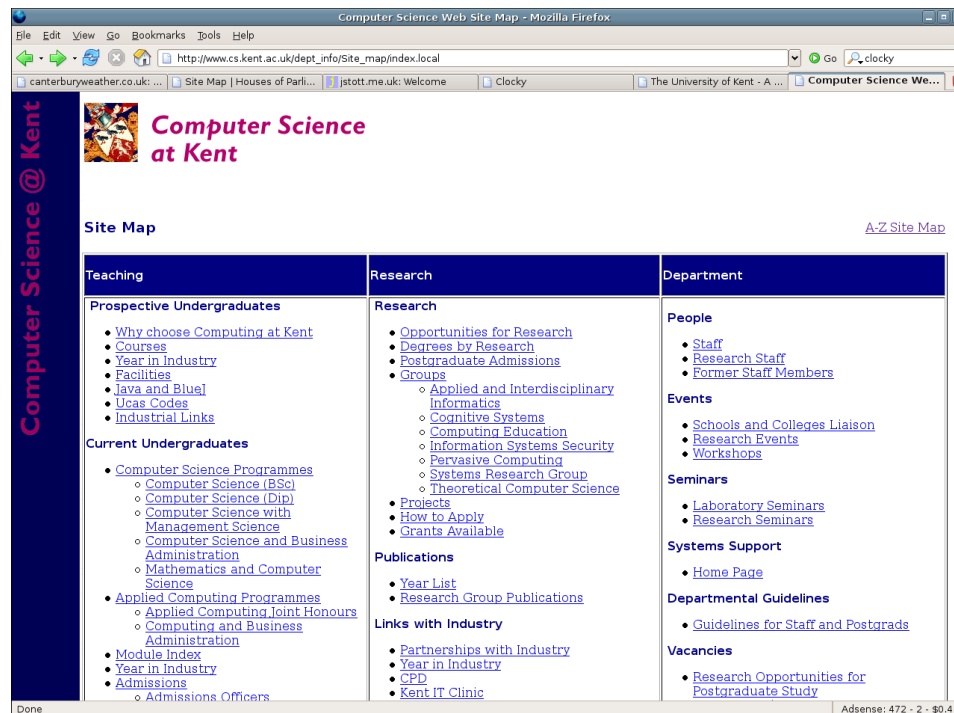 Computer Science Web Site Map - Mozilla Firefox
File Edit View Go Bookmarks Tools Help
http://www.cs.kent.ac.uk/dept_info/Site_map/index.local
Go
clocky
canterburyweather.co.uk: ...
Site Map | Houses of Parli...
jstott.me.uk: Welcome
Clocky
The University of Kent - A ...
Computer Science We...
Computer Science @ Kent
Computer Science
at Kent
Site Map
A-Z Site Map
Teaching
Prospective Undergraduates
Why choose Computing at Kent
Courses
Year in Industry
Facilities
Java and BlueJ
Ucas Codes
Industrial Links
Current Undergraduates
Computer Science Programmes
Computer Science (BSc)
Computer Science (Dip)
Computer Science with
Management Science
Computer Science and Business
Administration
Mathematics and Computer
Science
Applied Computing Programmes
Applied Computing Joint Honours
Computing and Business
Administration
Module Index
Year in Industry
Admissions
Admissions Officers
Research
Research
Opportunities for Research
Degrees by Research
Postgraduate Admissions
Groups
Applied and Interdisciplinary
Informatics
Cognitive Systems
Computing Education
Information Systems Security
Pervasive Computing
Systems Research Group
Theoretical Computer Science
Projects
How to Apply
Grants Available
Publications
Year List
Research Group Publications
Links with Industry
Partnerships with Industry
Year in Industry
CPD
Kent IT Clinic
Department
People
Staff
Research Staff
Former Staff Members
Events
Schools and Colleges Liaison
Research Events
Workshops
Seminars
Laboratory Seminars
Research Seminars
Systems Support
Home Page
Departmental Guidelines
Guidelines for Staff and Postgrads
Vacancies
Research Opportunities for
Postgraduate Study
Done
Adsense: 472 - 2 - $0.4